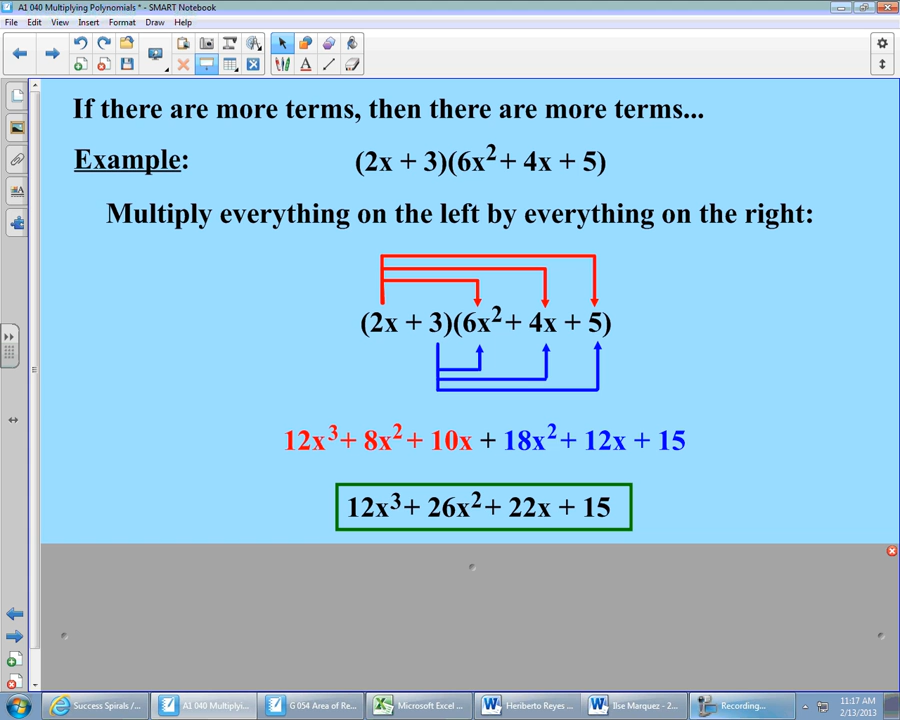 A1 040 Multiplying Polynomials * - SMART Notebook
File Edit View Insert Format Draw Help
If there are more terms, then there are more terms...
Example: (2x + 3)(6x² + 4x + 5)
Multiply everything on the left by everything on the right:
(2x + 3)(6x² + 4x + 5)
12x³ + 8x² + 10x + 18x² + 12x + 15
12x³ + 26x² + 22x + 15
Success Spirals /... A1 040 Multiplyi... G 054 Area of Re... Microsoft Excel ... Heriberto Reyes ... Ilse Marquez - 2... Recording... 11:17 AM
2/13/2013